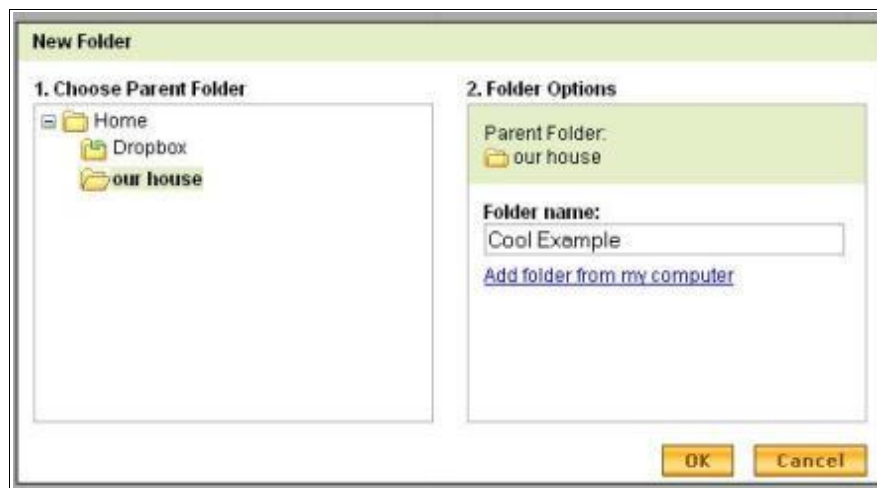 New Folder
1. Choose Parent Folder
Home
Dropbox
our house
2. Folder Options
Parent Folder:
our house
Folder name:
Cool Example
Add folder from my computer
OK
Cancel